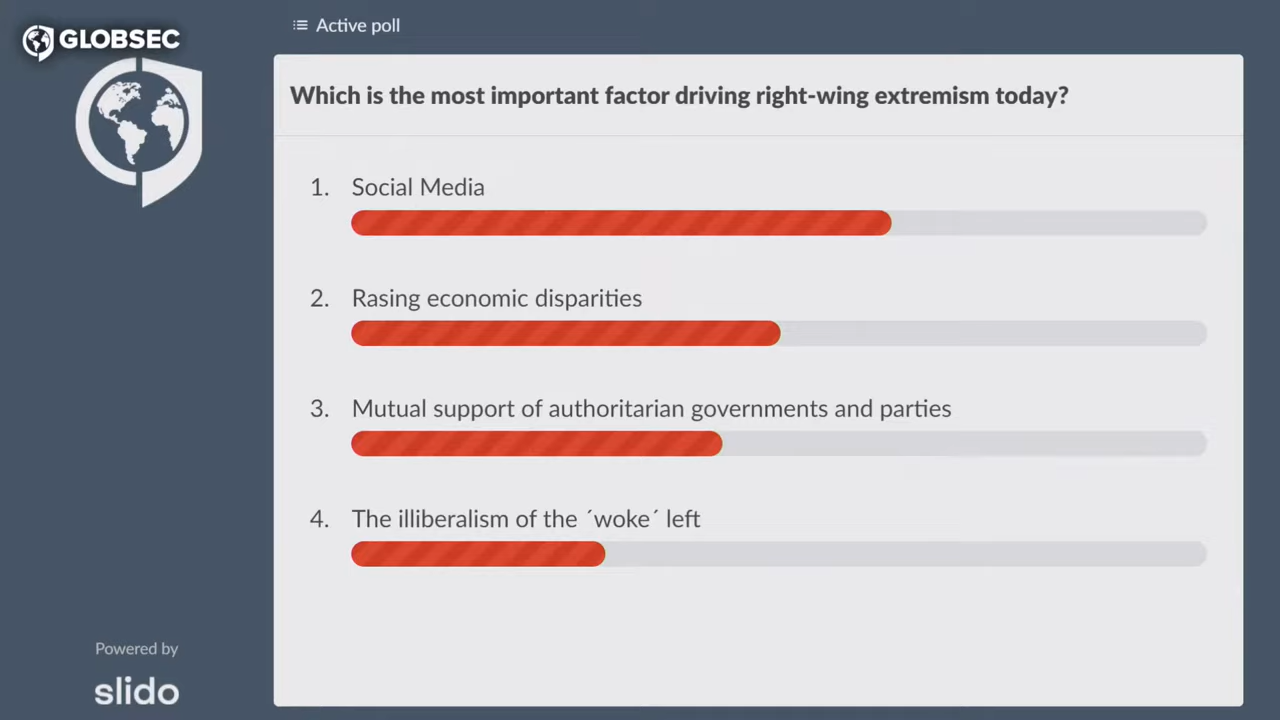 GLOBSEC
Active poll
Which is the most important factor driving right-wing extremism today?
1. Social Media
2. Rasing economic disparities
3. Mutual support of authoritarian governments and parties
4. The illiberalism of the ´woke´ left
Powered by
slido